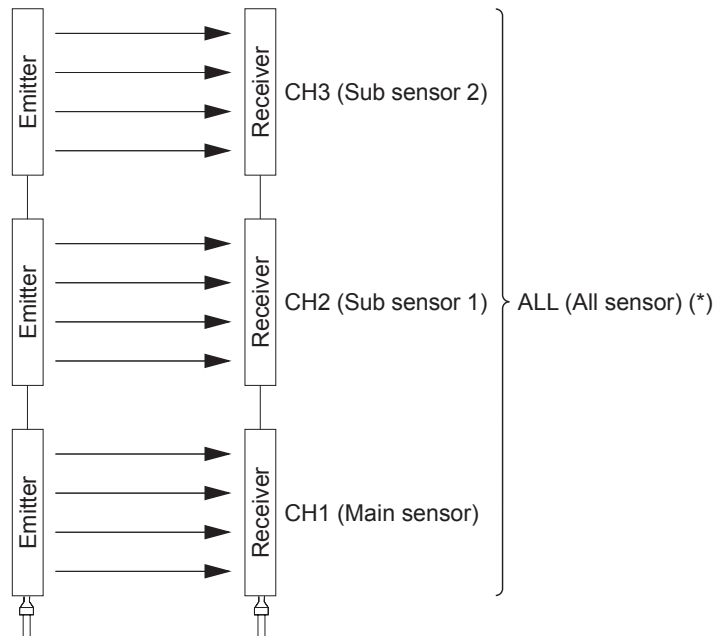 Emitter
Receiver
CH3 (Sub sensor 2)
Emitter
Receiver
CH2 (Sub sensor 1)
ALL (All sensor) (*)
Emitter
Receiver
CH1 (Main sensor)